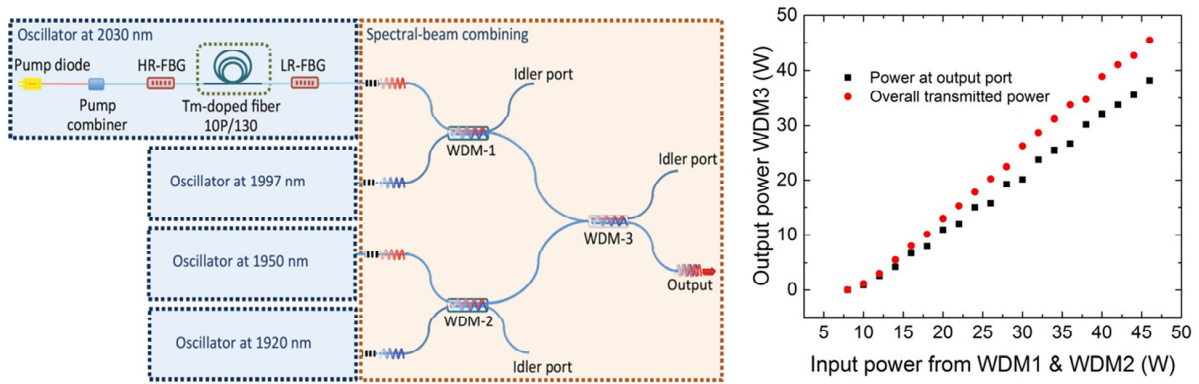 Oscillator at 2030 nm
Pump diode
HR-FBG
LR-FBG
Pump
combiner
Tm-doped fiber
10P/130
Oscillator at 1997 nm
Oscillator at 1950 nm
Oscillator at 1920 nm
Spectral-beam combining
Idler port
WDM-1
Idler port
WDM-3
Output
WDM-2
Idler port
Output power WDM3 (W)
50
40
30
20
10
0
Power at output port
Overall transmitted power
5 10 15 20 25 30 35 40 45 50
Input power from WDM1 & WDM2 (W)